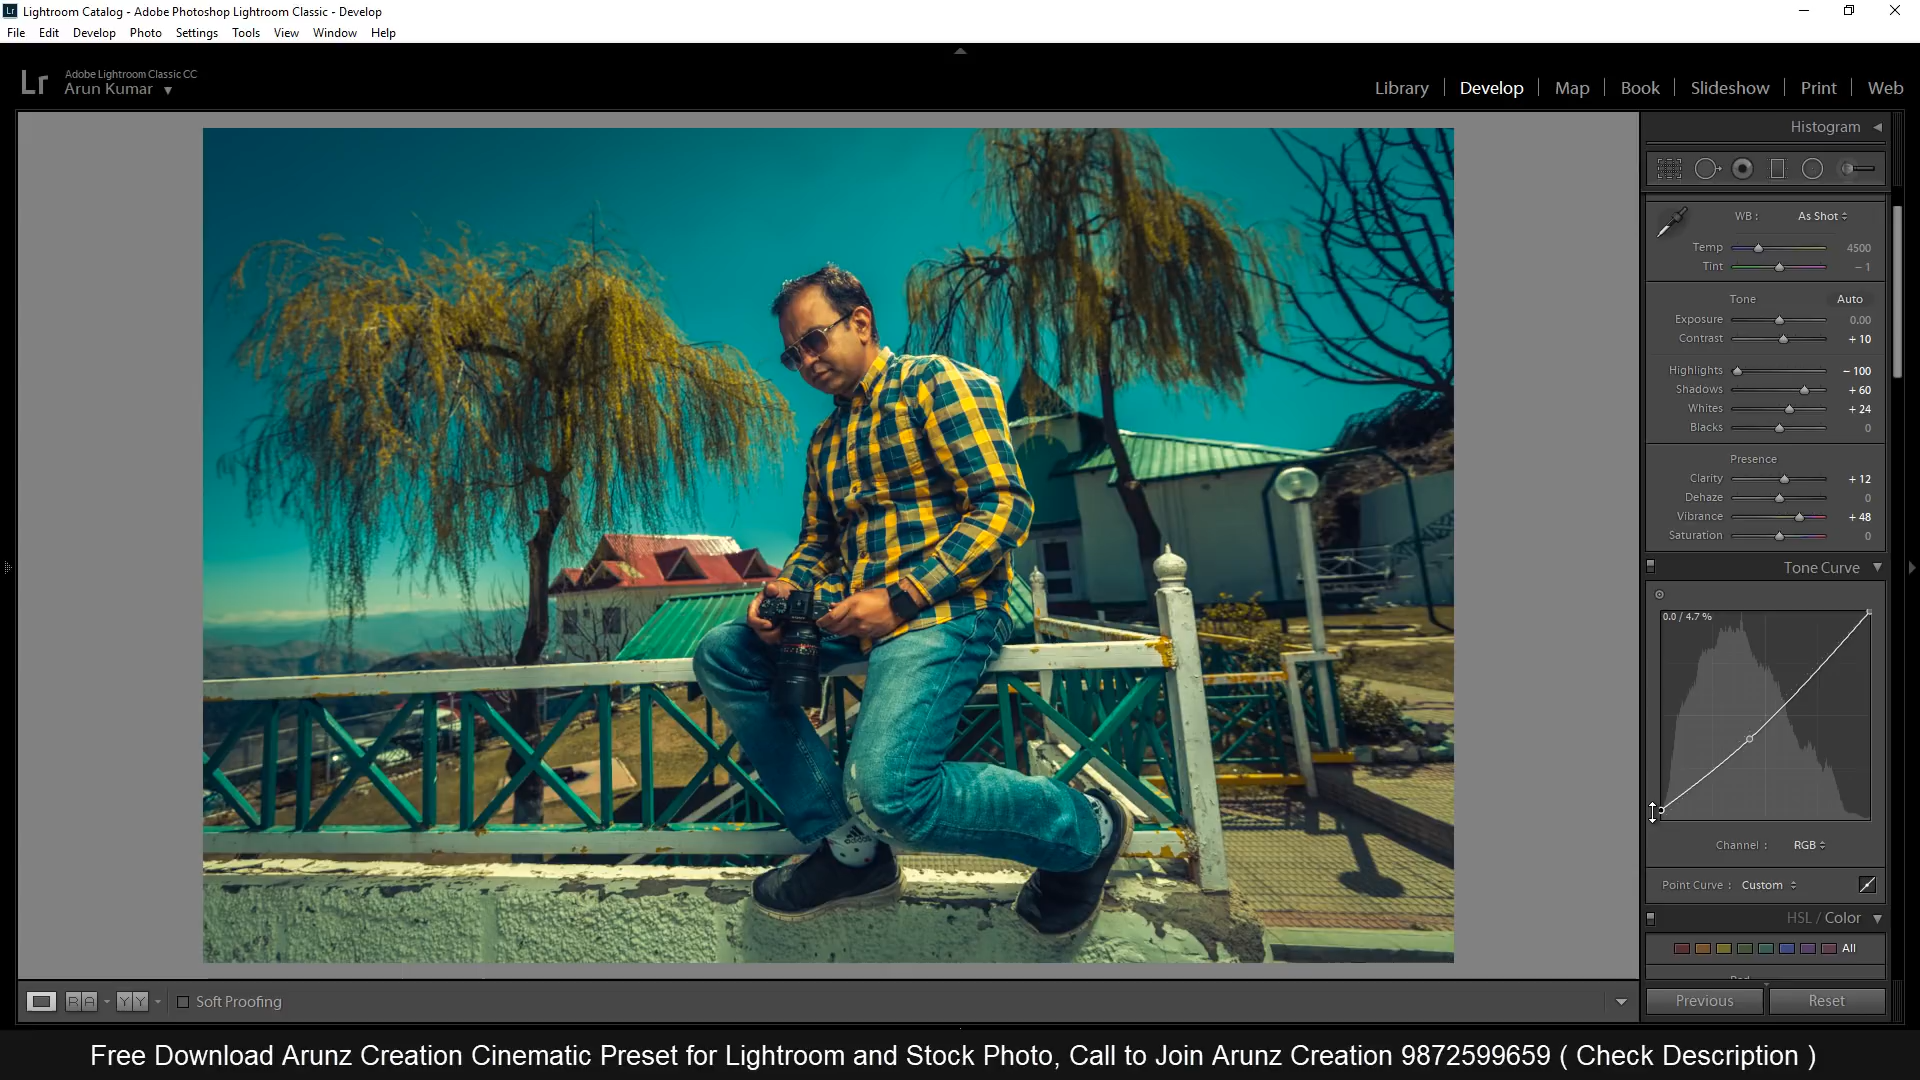 Lr Lightroom Catalog - Adobe Photoshop Lightroom Classic - Develop
File Edit Develop Photo Settings Tools View Window Help
Lr Adobe Lightroom Classic CC
Arun Kumar ▼
Library | Develop | Map | Book | Slideshow | Print | Web
Histogram
WB : As Shot
Temp 4500
Tint – 1
Tone Auto
Exposure 0.00
Contrast + 10
Highlights – 100
Shadows + 60
Whites + 24
Blacks 0
Presence
Clarity + 12
Dehaze 0
Vibrance + 48
Saturation 0
Tone Curve
0.0 / 4.7 %
Channel : RGB
Point Curve : Custom
HSL / Color
All
Red
adidas
R A Y Y Soft Proofing
Previous Reset
Free Download Arunz Creation Cinematic Preset for Lightroom and Stock Photo, Call to Join Arunz Creation 9872599659 ( Check Description )